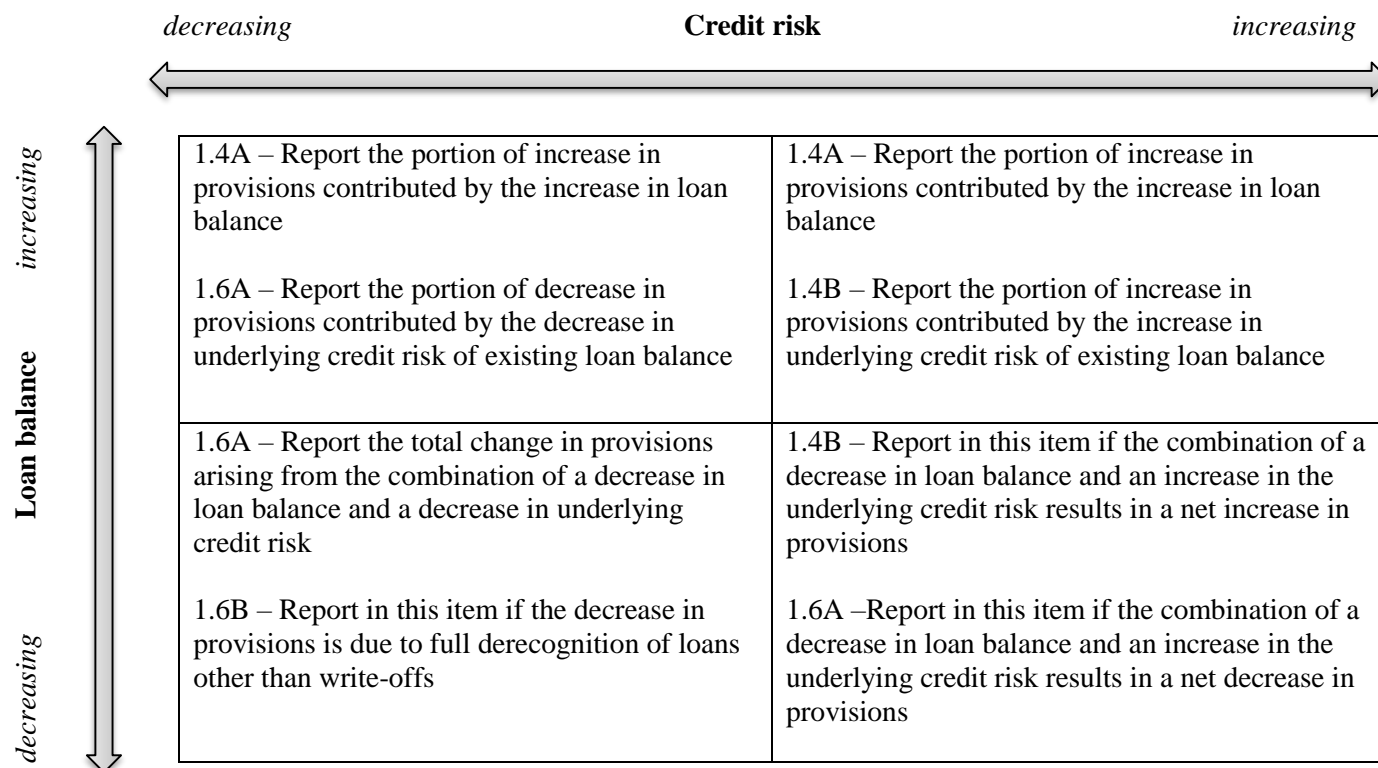 decreasing Credit risk increasing
increasing
Loan balance
decreasing
1.4A – Report the portion of increase in
provisions contributed by the increase in loan
balance
1.6A – Report the portion of decrease in
provisions contributed by the decrease in
underlying credit risk of existing loan balance
1.4A – Report the portion of increase in
provisions contributed by the increase in loan
balance
1.4B – Report the portion of increase in
provisions contributed by the increase in
underlying credit risk of existing loan balance
1.6A – Report the total change in provisions
arising from the combination of a decrease in
loan balance and a decrease in underlying
credit risk
1.6B – Report in this item if the decrease in
provisions is due to full derecognition of loans
other than write-offs
1.4B – Report in this item if the combination of a
decrease in loan balance and an increase in the
underlying credit risk results in a net increase in
provisions
1.6A –Report in this item if the combination of a
decrease in loan balance and an increase in the
underlying credit risk results in a net decrease in
provisions